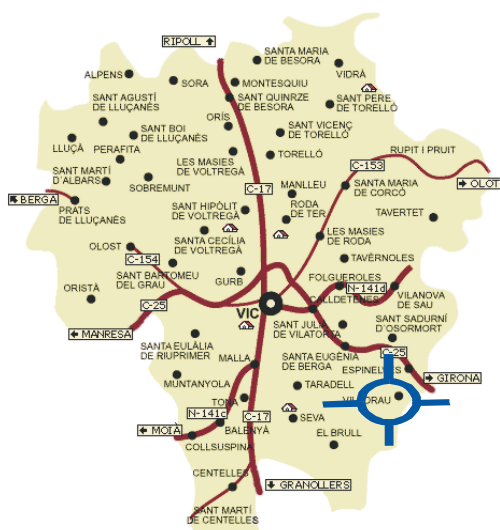 RIPOLL
SANTA MARIA
DE BESORA
VIDRÀ
ALPENS
SORA
MONTESQUIU
SANT QUINRZE
DE BESORA
SANT PERE
DE TORELLÓ
SANT AGUSTÍ
DE LLUÇANÈS
ORÍS
SANT BOI
DE LLUÇANÈS
SANT VICENÇ
DE TORELLÓ
LLUÇÀ
PERAFITA
LES MASIES DE
VOLTREGÀ
TORELLÓ
RUPIT I PRUIT
C-153
OLOT
SANT MARTÍ
D´ALBARS
SOBREMUNT
C-17
MANLLEU
SANTA MARIA
DE CORCÓ
BERGA
PRATS
DE LLUÇANÈS
SANT HIPÒLIT
DE VOLTREGÀ
RODA
DE TER
TAVERTET
OLOST
SANTA CECÍLIA
DE VOLTREGÀ
LES MASIES
DE RODA
C-154
SANT BARTOMEU
DEL GRAU
GURB
TAVÈRNOLES
FOLGUEROLES
N-141d
ORISTÀ
C-25
VIC
CALLDETENES
VILANOVA
DE SAU
MANRESA
SANT JULIÀ
DE VILATORTA
SANT SADURNÍ
D´OSORMORT
SANTA EULÀLIA
DE RIUPRIMER
MALLA
SANTA EUGÈNIA
DE BERGA
C-25
ESPINELVES
GIRONA
MUNTANYOLA
TARADELL
TONA
N-141c
C-17
SEVA
MOIÀ
BALENYÀ
COLLSUSPINA
EL BRULL
CENTELLES
GRANOLLERS
SANT MARTÍ
DE CENTELLES